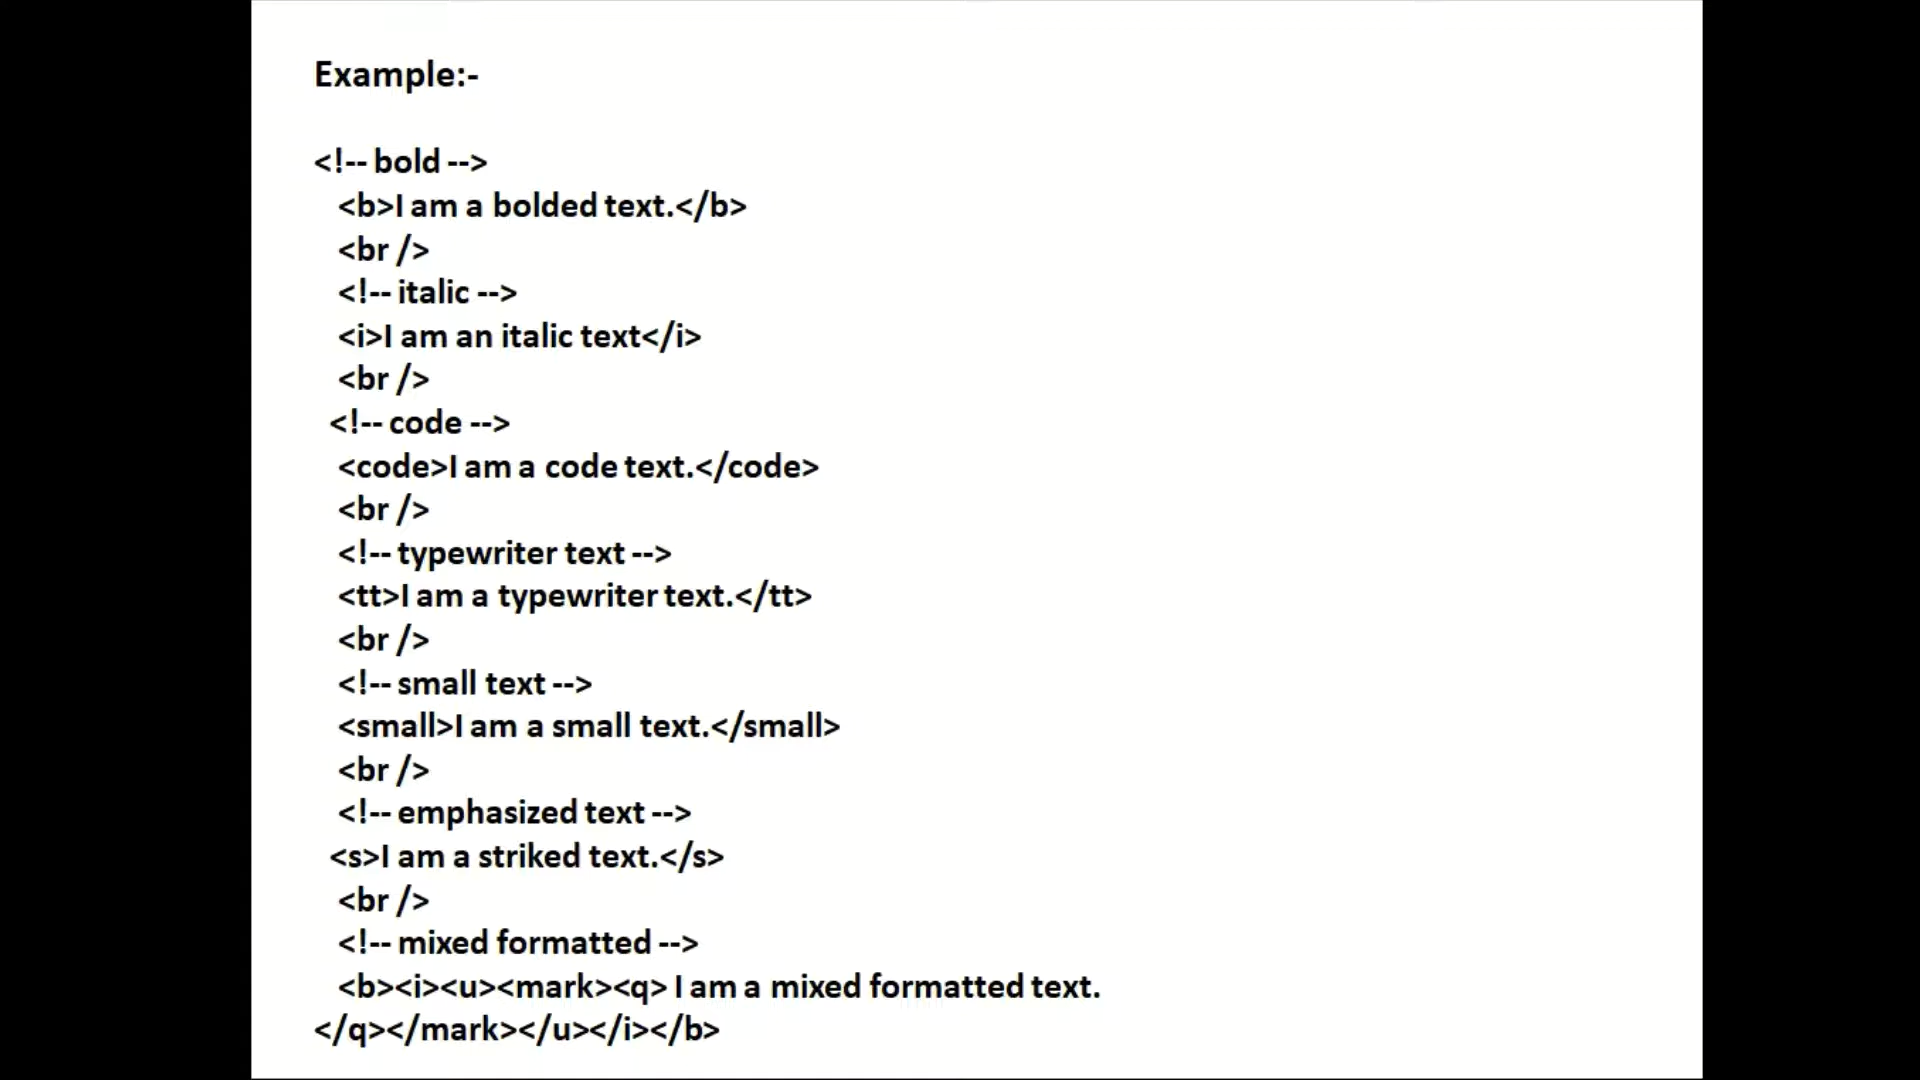 Example:-
<!-- bold -->
<b>I am a bolded text.</b>
<br />
<!-- italic -->
<i>I am an italic text</i>
<br />
<!-- code -->
<code>I am a code text.</code>
<br />
<!-- typewriter text -->
<tt>I am a typewriter text.</tt>
<br />
<!-- small text -->
<small>I am a small text.</small>
<br />
<!-- emphasized text -->
<s>I am a striked text.</s>
<br />
<!-- mixed formatted -->
<b><i><u><mark><q> I am a mixed formatted text.
</q></mark></u></i></b>